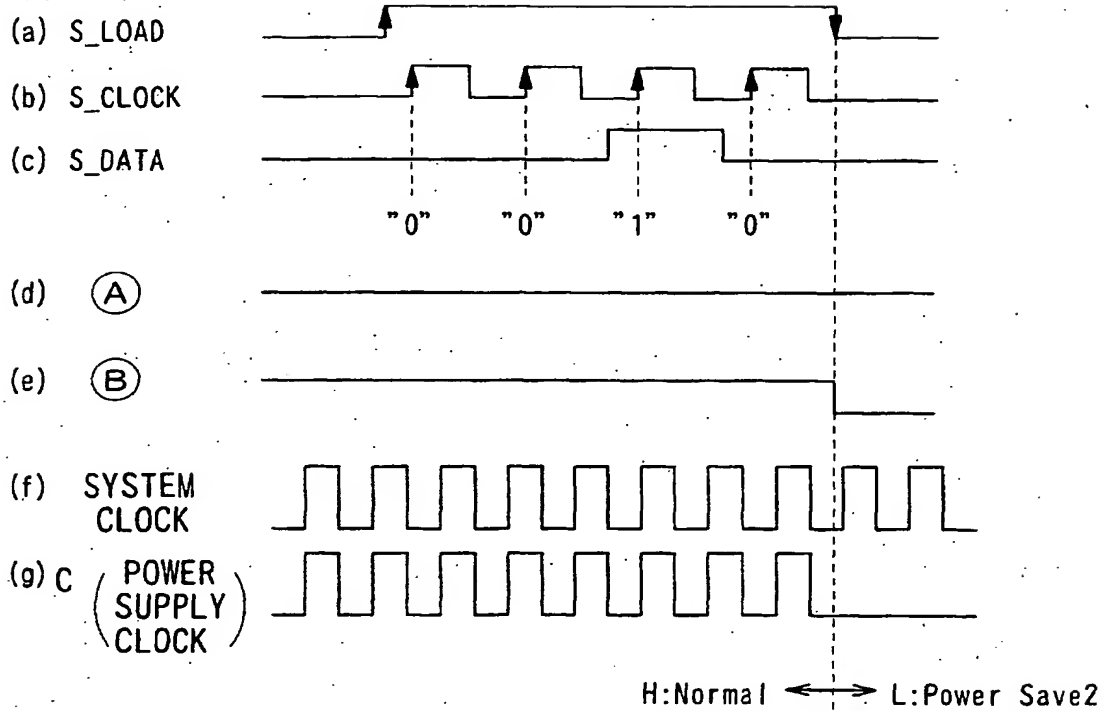 (a) S_LOAD
(b) S_CLOCK
(c) S_DATA
"0" "0" "1" "0"
(d) A
(e) B
(f) SYSTEM
CLOCK
(g) C (POWER
SUPPLY
CLOCK)
H:Normal ⟷ L:Power Save2